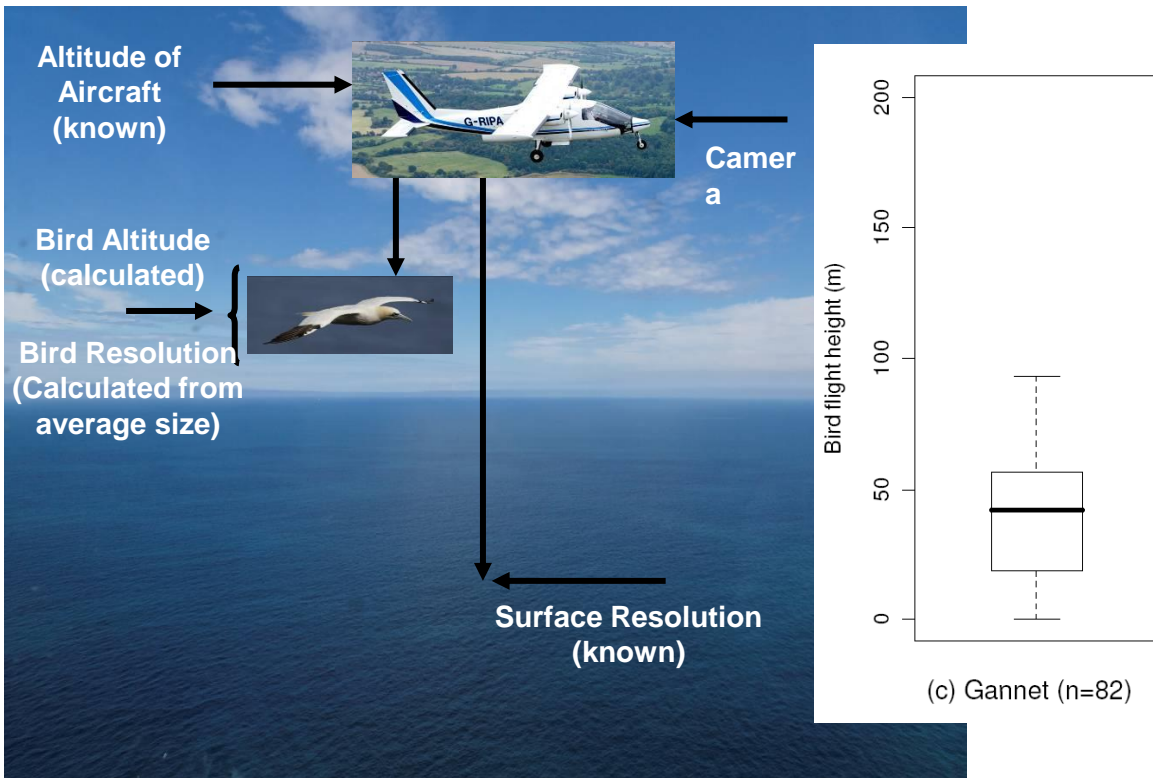 Altitude of
Aircraft
(known)
G-RIPA
Camer
a
Bird Altitude
(calculated)
Bird Resolution
(Calculated from
average size)
Surface Resolution
(known)
Bird flight height (m)
200
150
100
50
0
(c) Gannet (n=82)